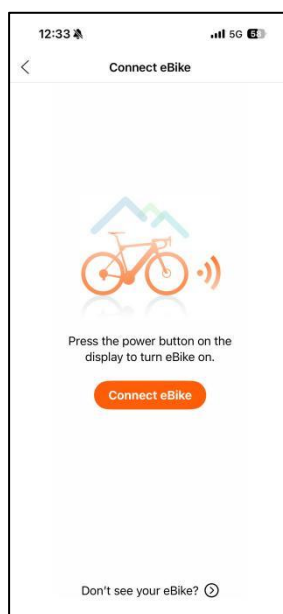 12:33 5G
Connect eBike
Press the power button on the
display to turn eBike on.
Connect eBike
Don't see your eBike?